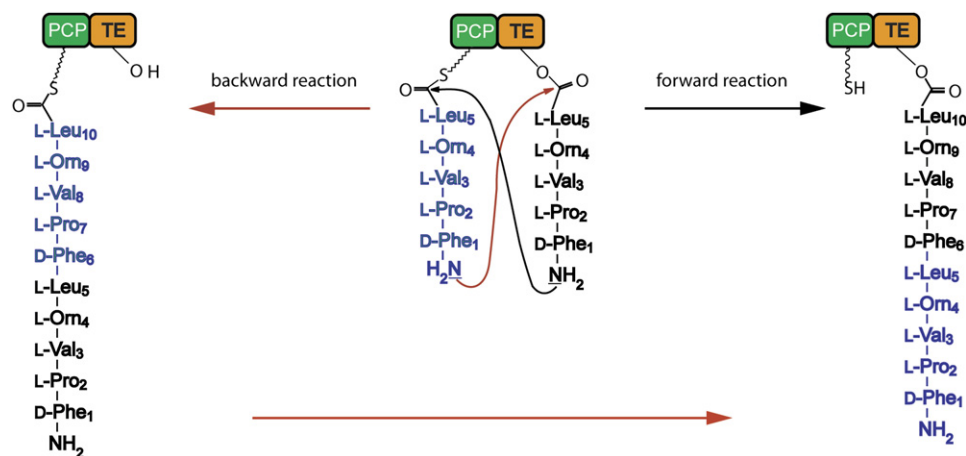 PCP TE
OH
S
O
L-Leu10
L-Orn9
L-Val8
L-Pro7
D-Phe6
L-Leu5
L-Orn4
L-Val3
L-Pro2
D-Phe1
NH2
backward reaction
PCP TE
S
O
O
O
L-Leu5
L-Orn4
L-Val3
L-Pro2
D-Phe1
H2N
L-Leu5
L-Orn4
L-Val3
L-Pro2
D-Phe1
NH2
forward reaction
PCP TE
SH
O
O
L-Leu10
L-Orn9
L-Val8
L-Pro7
D-Phe6
L-Leu5
L-Orn4
L-Val3
L-Pro2
D-Phe1
NH2